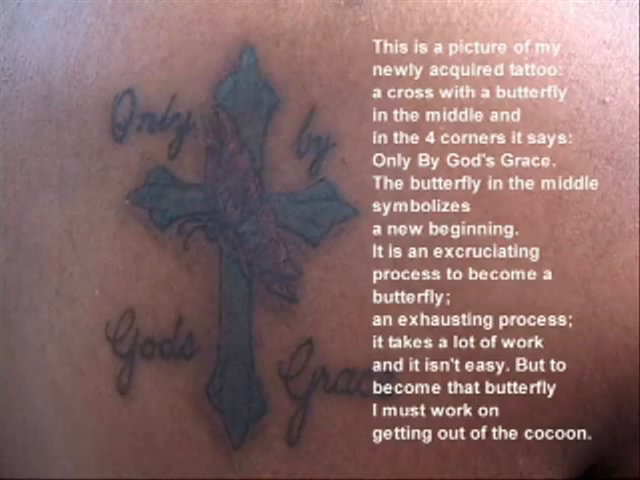 Only by
Gods Grac
This is a picture of my
newly acquired tattoo:
a cross with a butterfly
in the middle and
in the 4 corners it says:
Only By God's Grace.
The butterfly in the middle
symbolizes
a new beginning.
It is an excruciating
process to become a
butterfly;
an exhausting process;
it takes a lot of work
and it isn't easy. But to
become that butterfly
I must work on
getting out of the cocoon.